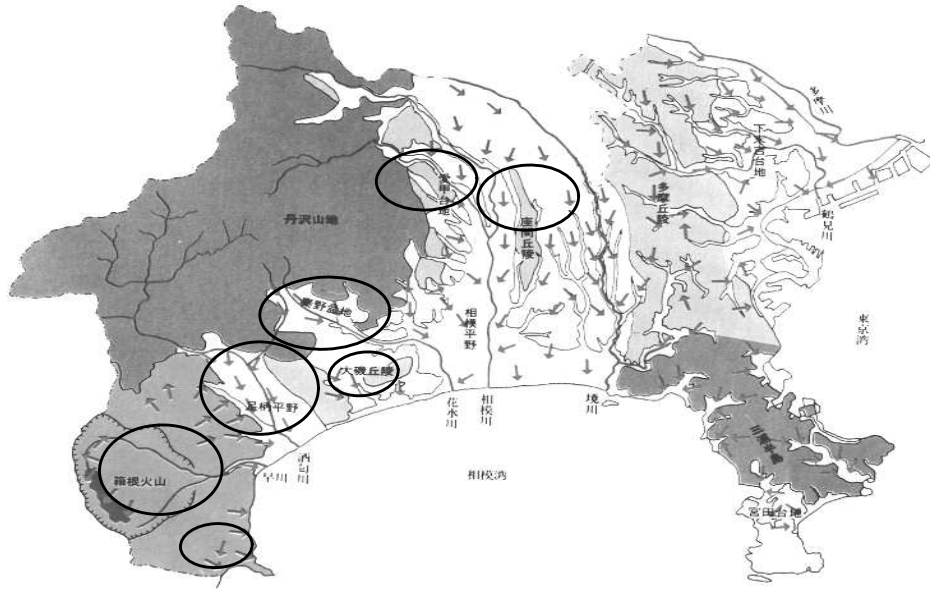 多摩川
下末吉台地
愛甲台地
多摩丘陵
鶴見川
座間丘陵
丹沢山地
秦野盆地
相模平野
東京湾
大磯丘陵
足柄平野
花水川
相模川
境川
酒匂川
三浦半島
早川
相模湾
箱根火山
宮田台地